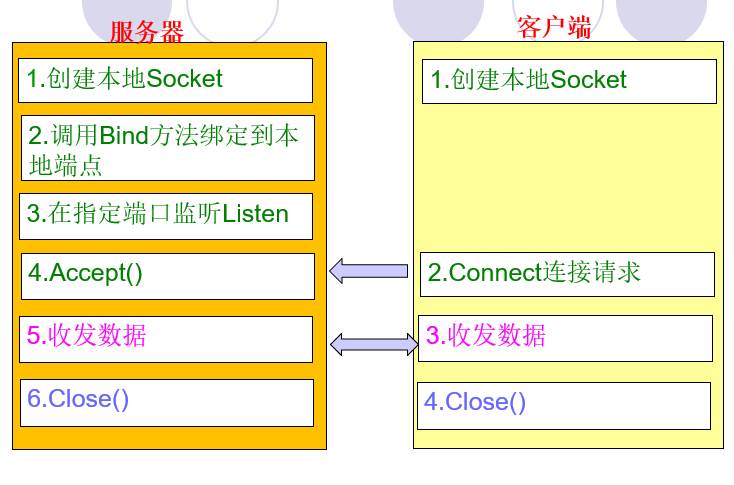 服务器
1.创建本地Socket
2.调用Bind方法绑定到本
地端点
3.在指定端口监听Listen
4.Accept()
5.收发数据
6.Close()
客户端
1.创建本地Socket
2.Connect连接请求
3.收发数据
4.Close()